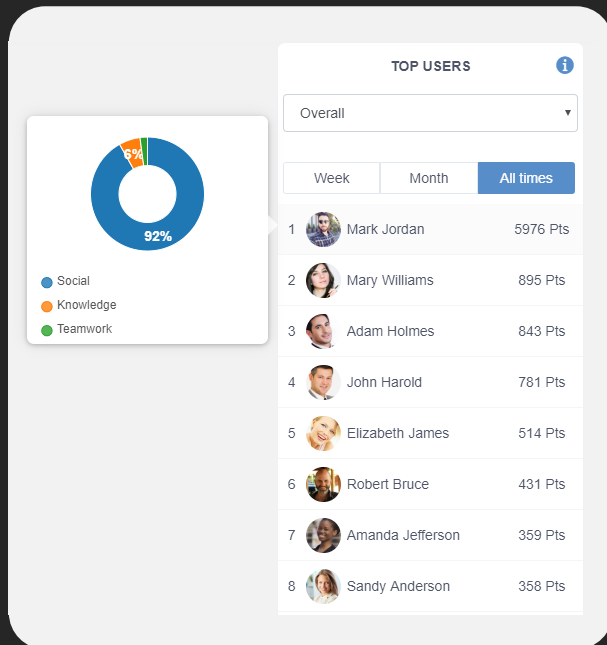 TOP USERS
Overall
Week Month All times
6%
92%
Social
Knowledge
Teamwork
1 Mark Jordan 5976 Pts
2 Mary Williams 895 Pts
3 Adam Holmes 843 Pts
4 John Harold 781 Pts
5 Elizabeth James 514 Pts
6 Robert Bruce 431 Pts
7 Amanda Jefferson 359 Pts
8 Sandy Anderson 358 Pts